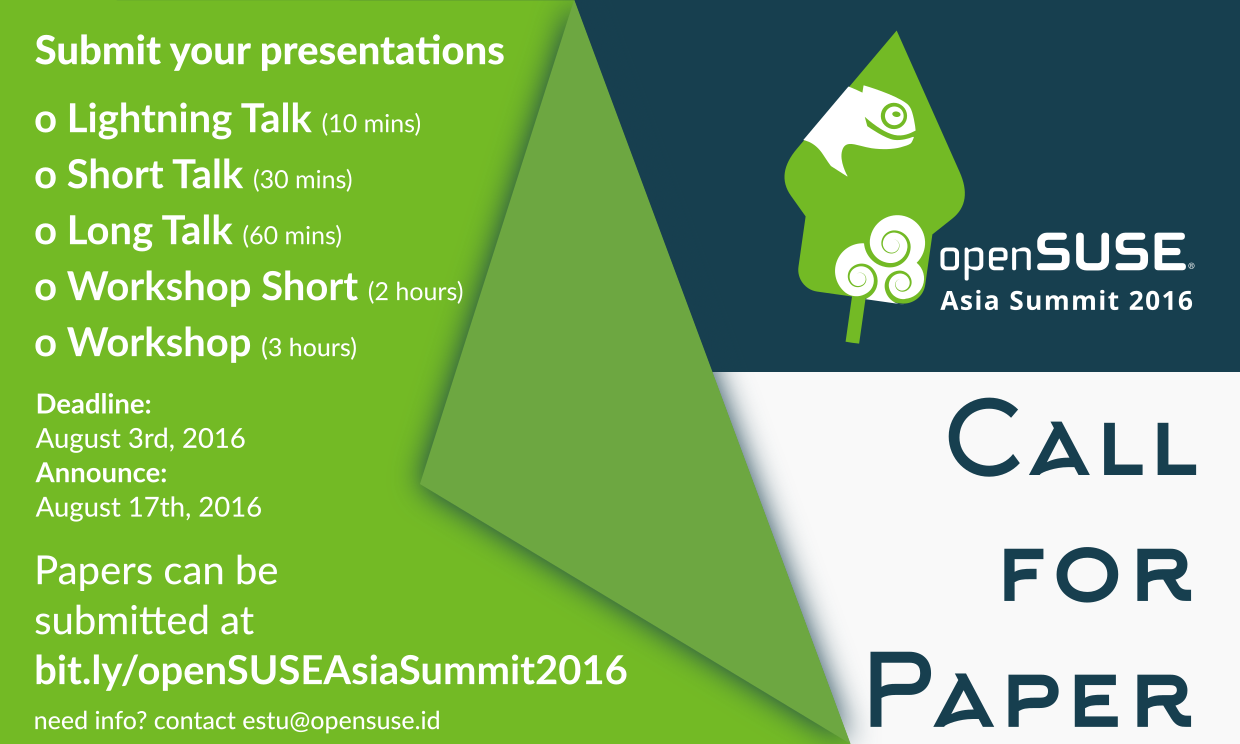 Submit your presentations
o Lightning Talk (10 mins)
o Short Talk (30 mins)
o Long Talk (60 mins)
o Workshop Short (2 hours)
o Workshop (3 hours)
Deadline:
August 3rd, 2016
Announce:
August 17th, 2016
Papers can be
submitted at
bit.ly/openSUSEAsiaSummit2016
need info? contact estu@opensuse.id
openSUSE®
Asia Summit 2016
Call
for
Paper